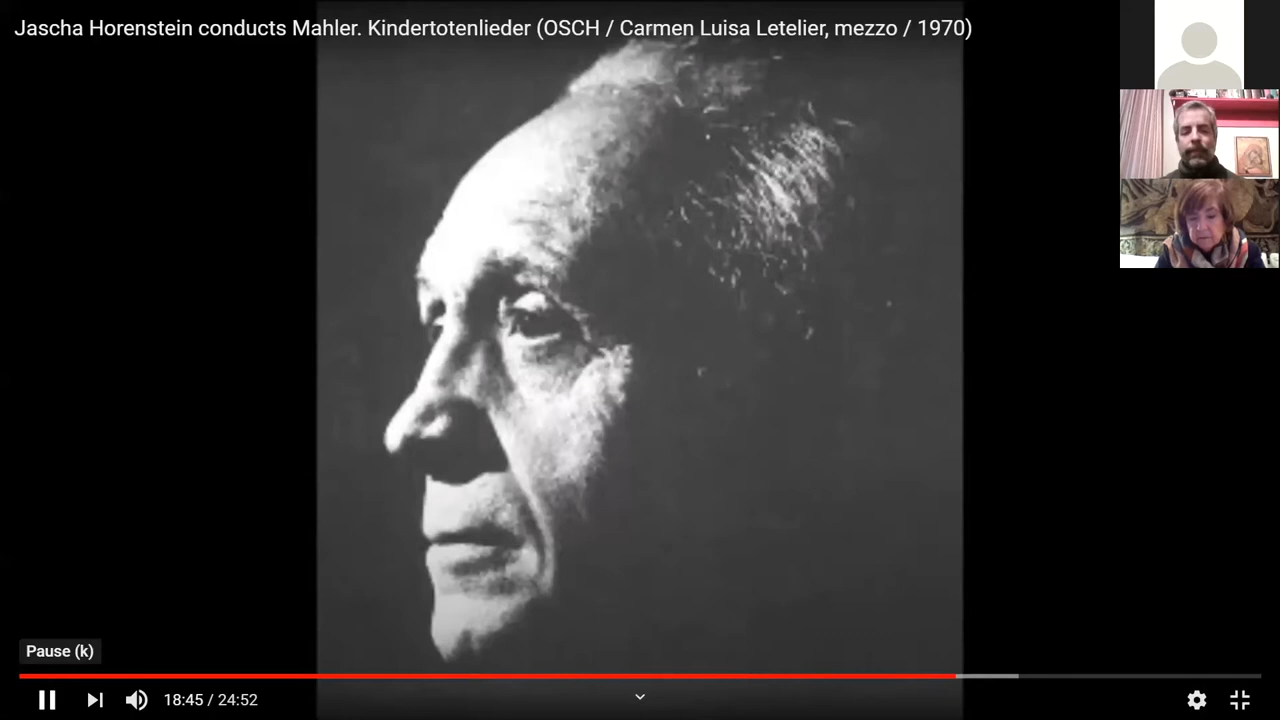 Jascha Horenstein conducts Mahler. Kindertotenlieder (OSCH / Carmen Luisa Letelier, mezzo / 1970)
Pause (k)
18:45 / 24:52